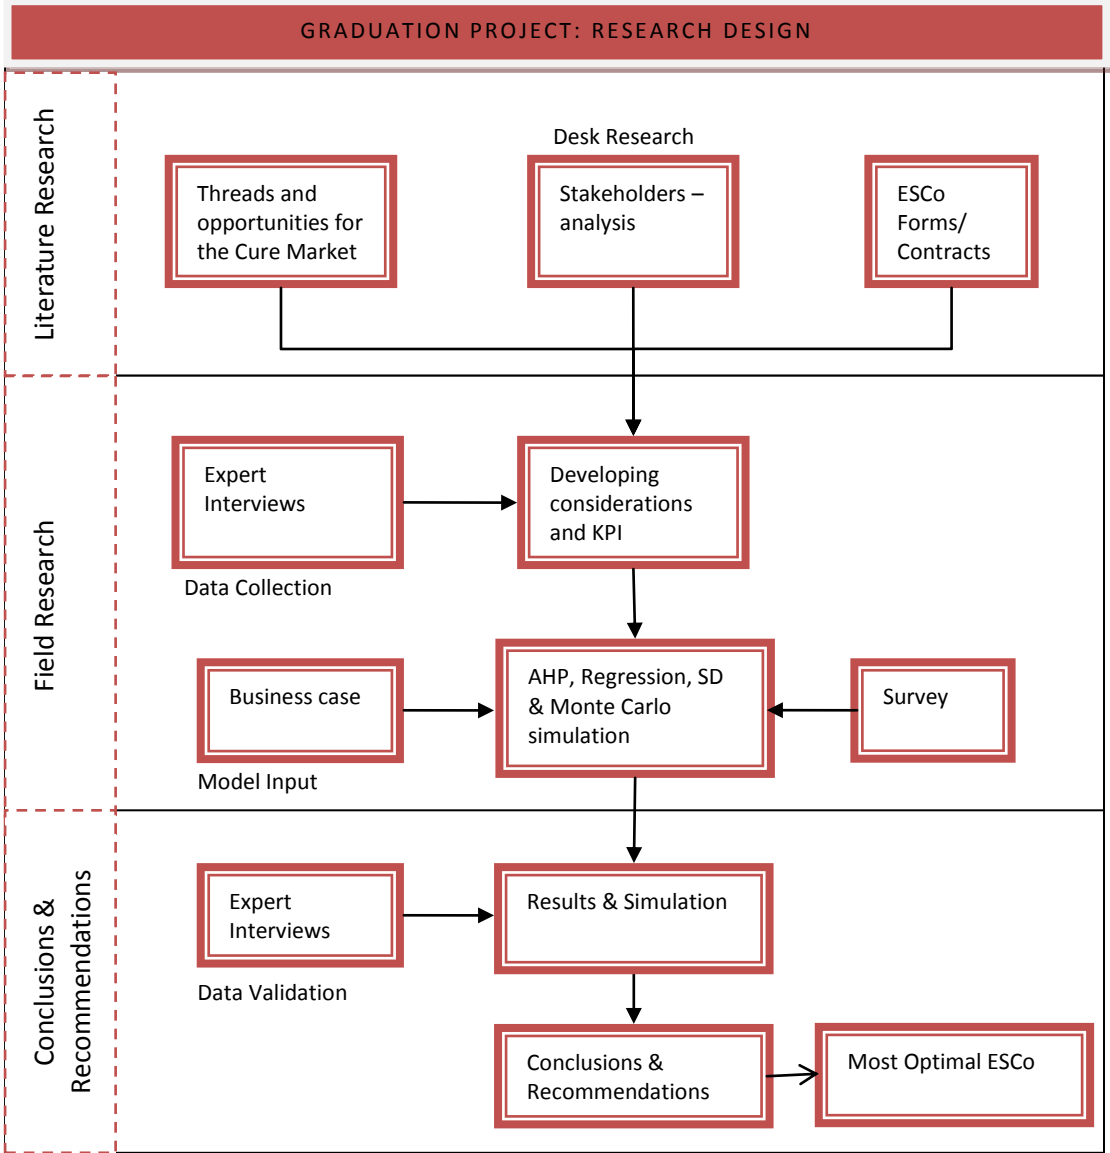 GRADUATION PROJECT: RESEARCH DESIGN
Literature Research
Desk Research
Threads and
opportunities for
the Cure Market
Stakeholders –
analysis
ESCo
Forms/
Contracts
Field Research
Expert
Interviews
Developing
considerations
and KPI
Data Collection
Business case
AHP, Regression, SD
& Monte Carlo
simulation
Survey
Model Input
Conclusions &
Recommendations
Expert
Interviews
Results & Simulation
Data Validation
Conclusions &
Recommendations
Most Optimal ESCo